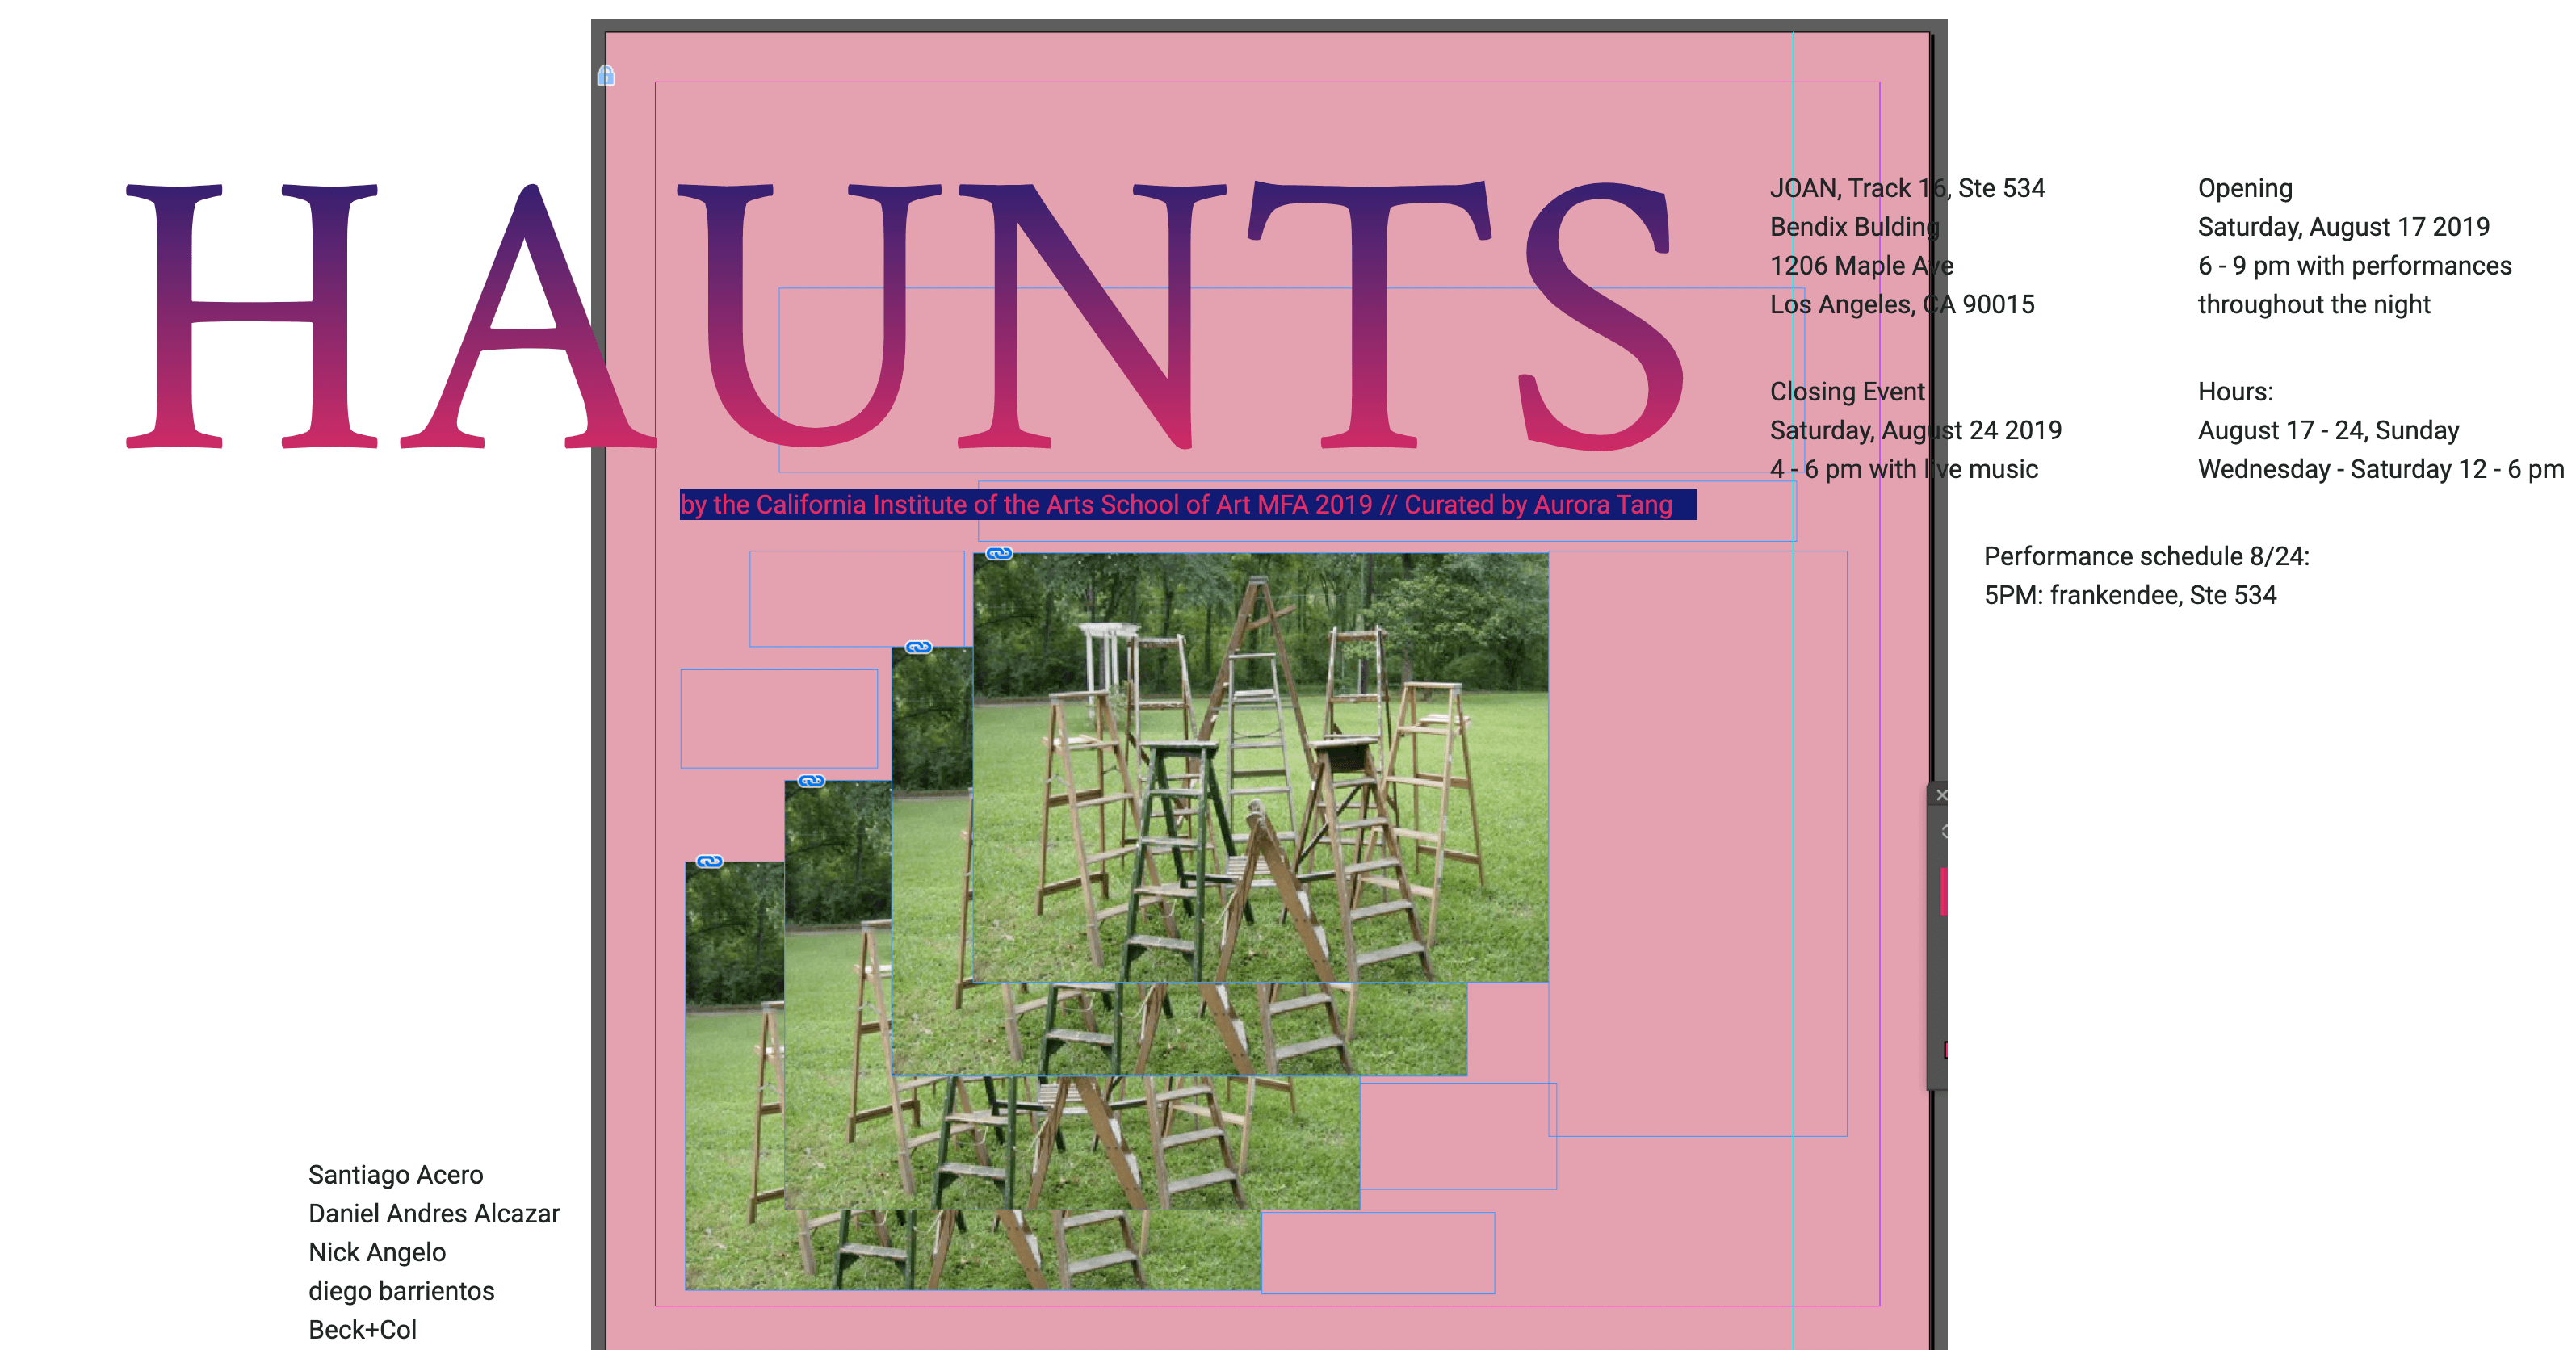 HAUNTS
JOAN, Track 16, Ste 534
Bendix Bulding
1206 Maple Ave
Los Angeles, CA 90015
Opening
Saturday, August 17 2019
6 - 9 pm with performances
throughout the night
Closing Event
Saturday, August 24 2019
4 - 6 pm with live music
Hours:
August 17 - 24, Sunday
Wednesday - Saturday 12 - 6 pm
by the California Institute of the Arts School of Art MFA 2019 // Curated by Aurora Tang
Performance schedule 8/24:
5PM: frankendee, Ste 534
Santiago Acero
Daniel Andres Alcazar
Nick Angelo
diego barrientos
Beck+Col